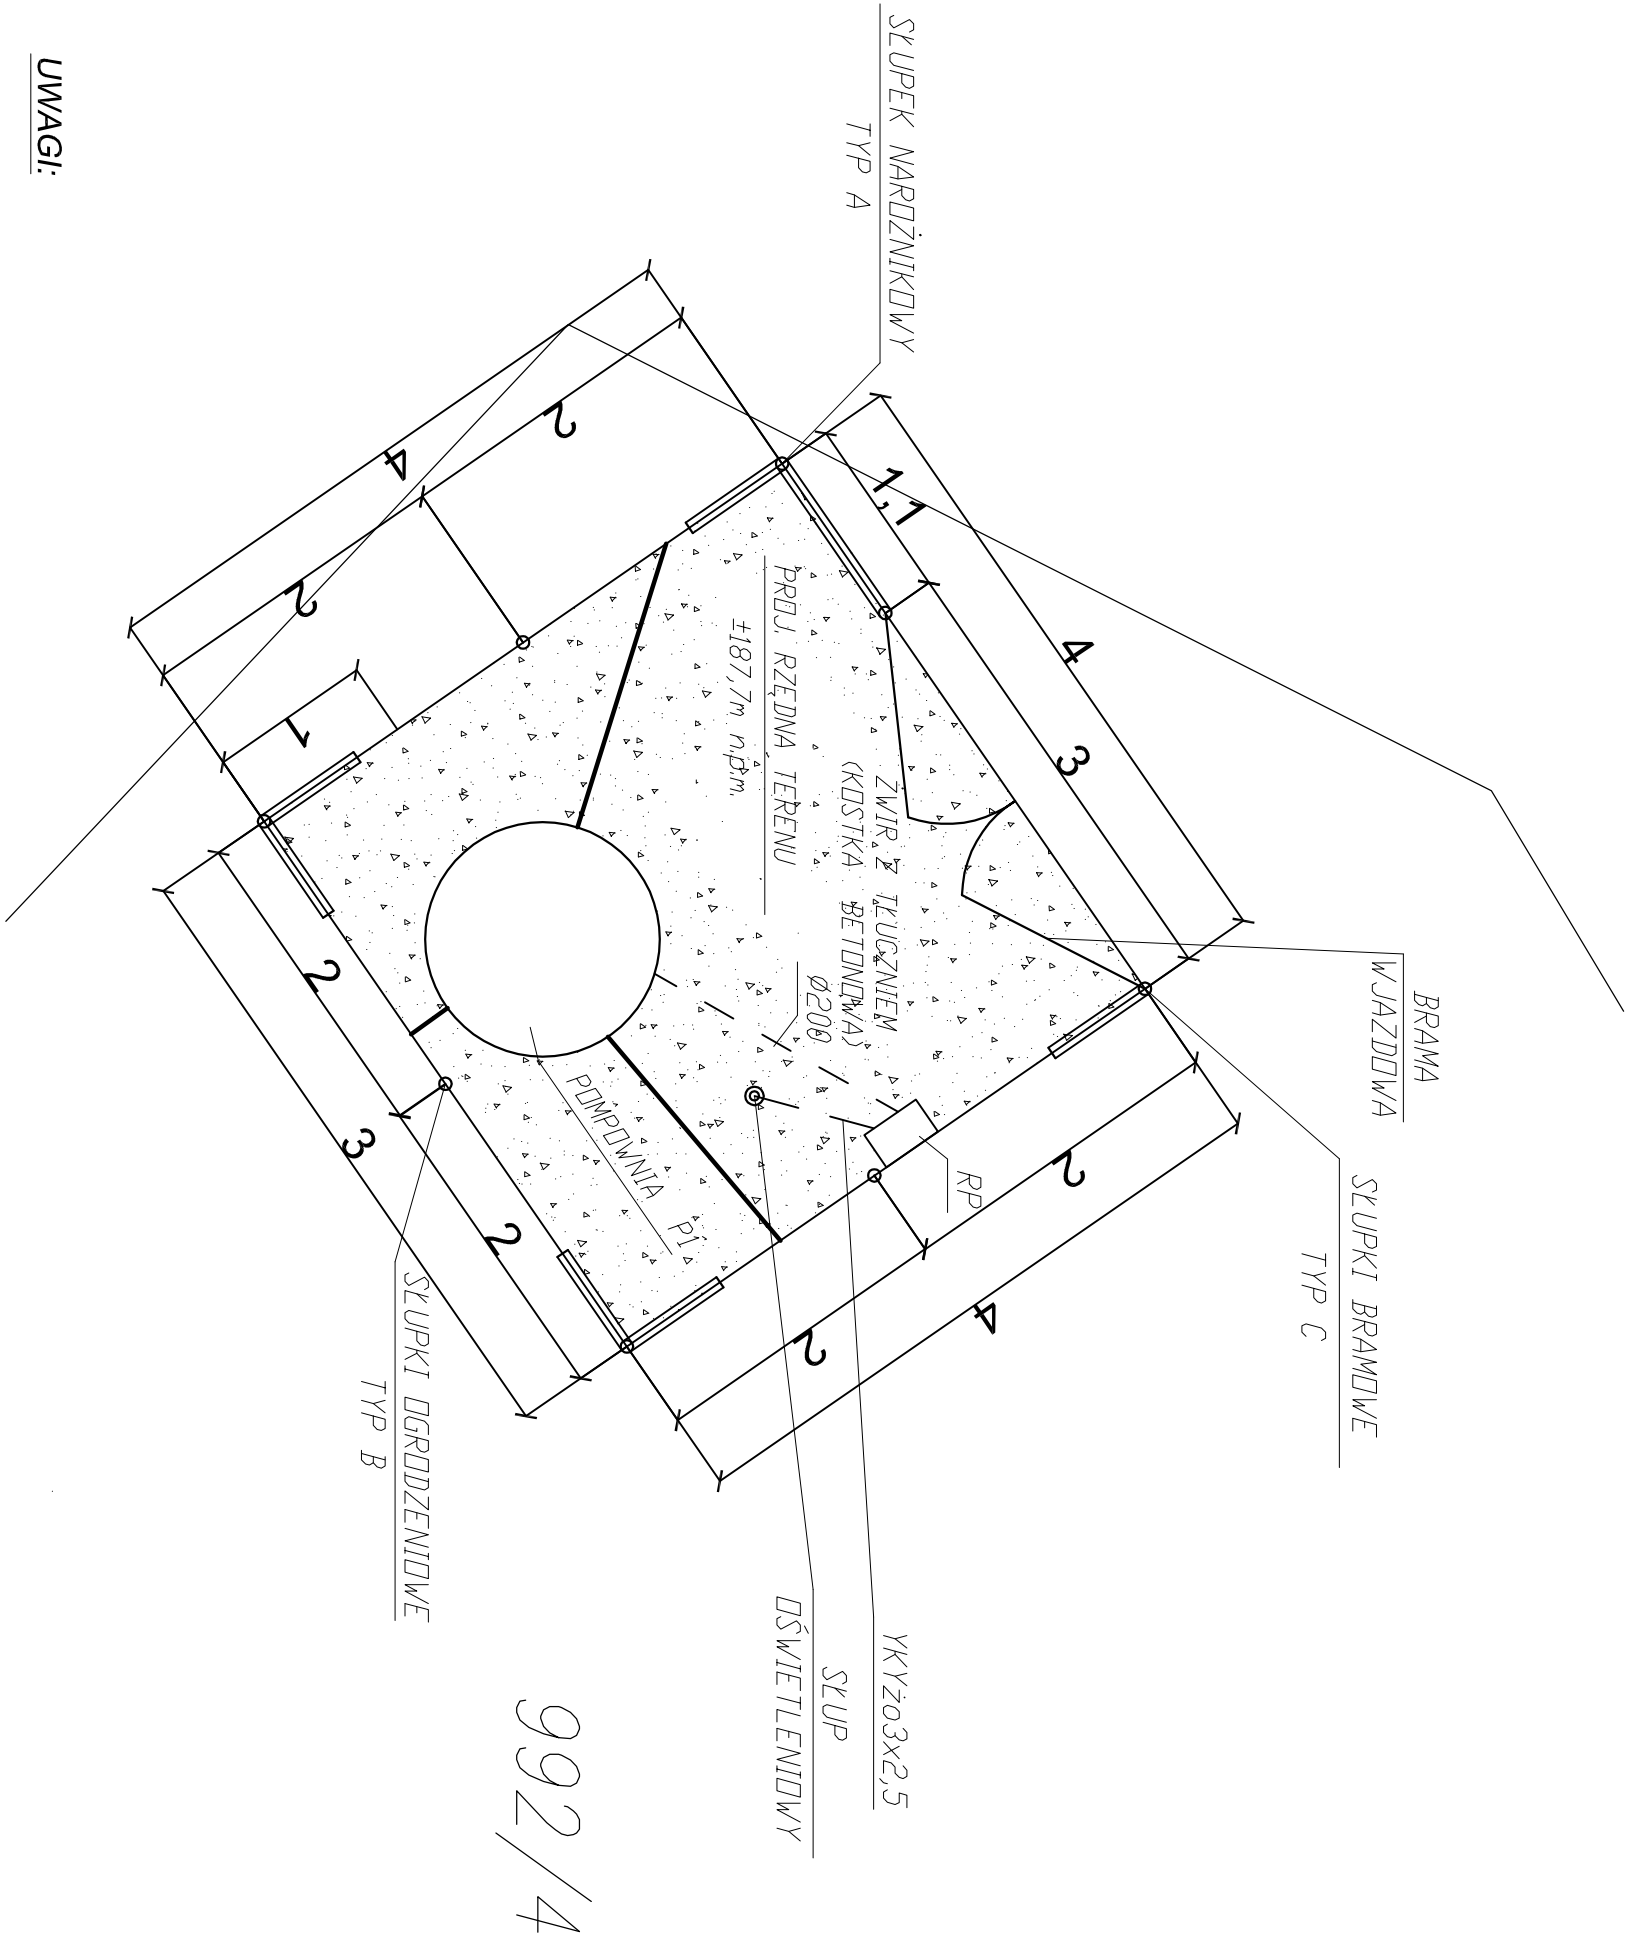 BRAMA
WJAZDOWA
SŁUPKI BRAMOWE
TYP C
SŁUPEK NAROŻNIKOWY
TYP A
4
3
1,1
2
4
2
1
2
2
3
2
2
4
ŻWIR Z TŁUCZNIEM
(KOSTKA BETONOWA)
PROJ. RZĘDNA TERENU
±187,7m n.p.m.
Ø200
RP
POMPOWNIA P1
YKYżo3x2,5
SŁUP
OŚWIETLENIOWY
SŁUPKI OGRODZENIOWE
TYP B
992/4
UWAGI: